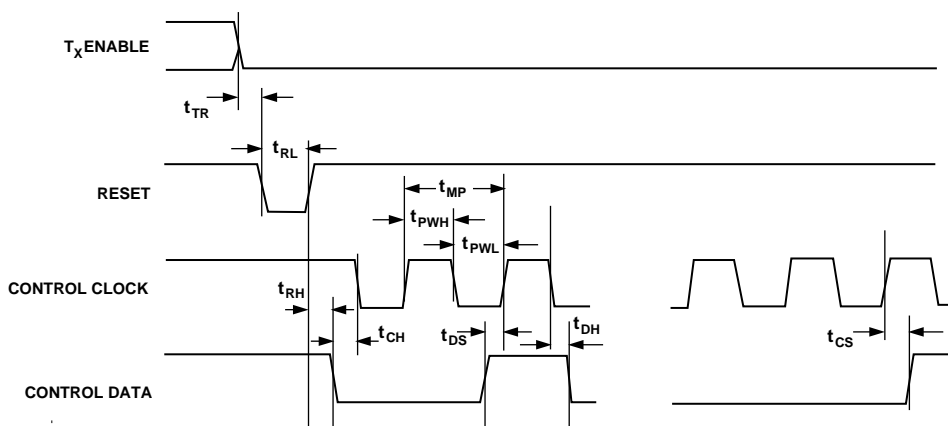 TXENABLE
tTR
tRL
RESET
tMP
tPWH
tPWL
CONTROL CLOCK
tRH
tCH
tDS
tDH
tCS
CONTROL DATA